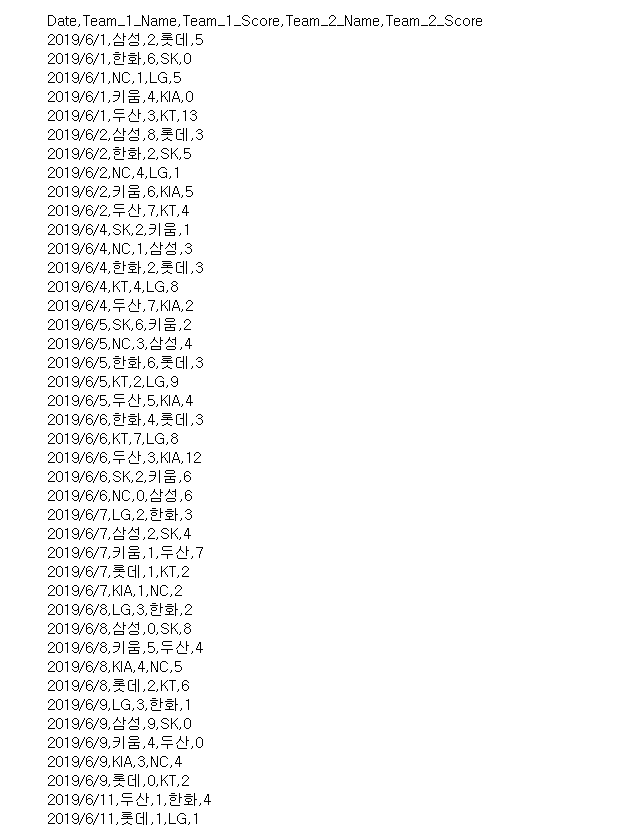 Date,Team_1_Name,Team_1_Score,Team_2_Name,Team_2_Score
2019/6/1,삼성,2,롯데,5
2019/6/1,한화,6,SK,0
2019/6/1,NC,1,LG,5
2019/6/1,키움,4,KIA,0
2019/6/1,두산,3,KT,13
2019/6/2,삼성,8,롯데,3
2019/6/2,한화,2,SK,5
2019/6/2,NC,4,LG,1
2019/6/2,키움,6,KIA,5
2019/6/2,두산,7,KT,4
2019/6/4,SK,2,키움,1
2019/6/4,NC,1,삼성,3
2019/6/4,한화,2,롯데,3
2019/6/4,KT,4,LG,8
2019/6/4,두산,7,KIA,2
2019/6/5,SK,6,키움,2
2019/6/5,NC,3,삼성,4
2019/6/5,한화,6,롯데,3
2019/6/5,KT,2,LG,9
2019/6/5,두산,5,KIA,4
2019/6/6,한화,4,롯데,3
2019/6/6,KT,7,LG,8
2019/6/6,두산,3,KIA,12
2019/6/6,SK,2,키움,6
2019/6/6,NC,0,삼성,6
2019/6/7,LG,2,한화,3
2019/6/7,삼성,2,SK,4
2019/6/7,키움,1,두산,7
2019/6/7,롯데,1,KT,2
2019/6/7,KIA,1,NC,2
2019/6/8,LG,3,한화,2
2019/6/8,삼성,0,SK,8
2019/6/8,키움,5,두산,4
2019/6/8,KIA,4,NC,5
2019/6/8,롯데,2,KT,6
2019/6/9,LG,3,한화,1
2019/6/9,삼성,9,SK,0
2019/6/9,키움,4,두산,0
2019/6/9,KIA,3,NC,4
2019/6/9,롯데,0,KT,2
2019/6/11,두산,1,한화,4
2019/6/11,롯데,1,LG,1